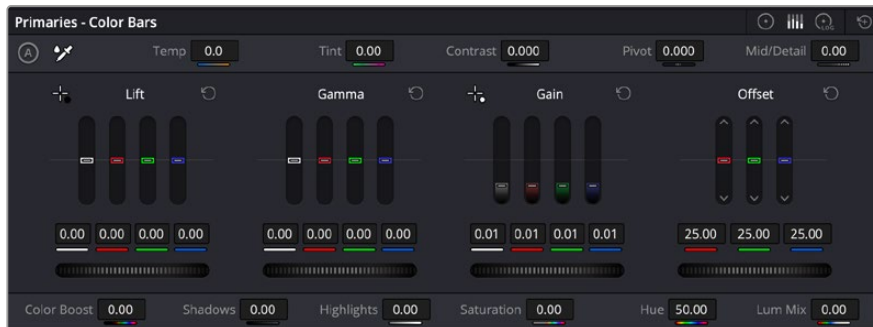 Primaries - Color Bars
LOG
A Temp 0.0 Tint 0.00 Contrast 0.000 Pivot 0.000 Mid/Detail 0.00
Lift Gamma Gain Offset
0.00 0.00 0.00 0.00 0.00 0.00 0.00 0.00 0.01 0.01 0.01 0.01 25.00 25.00 25.00
Color Boost 0.00 Shadows 0.00 Highlights 0.00 Saturation 0.00 Hue 50.00 Lum Mix 0.00